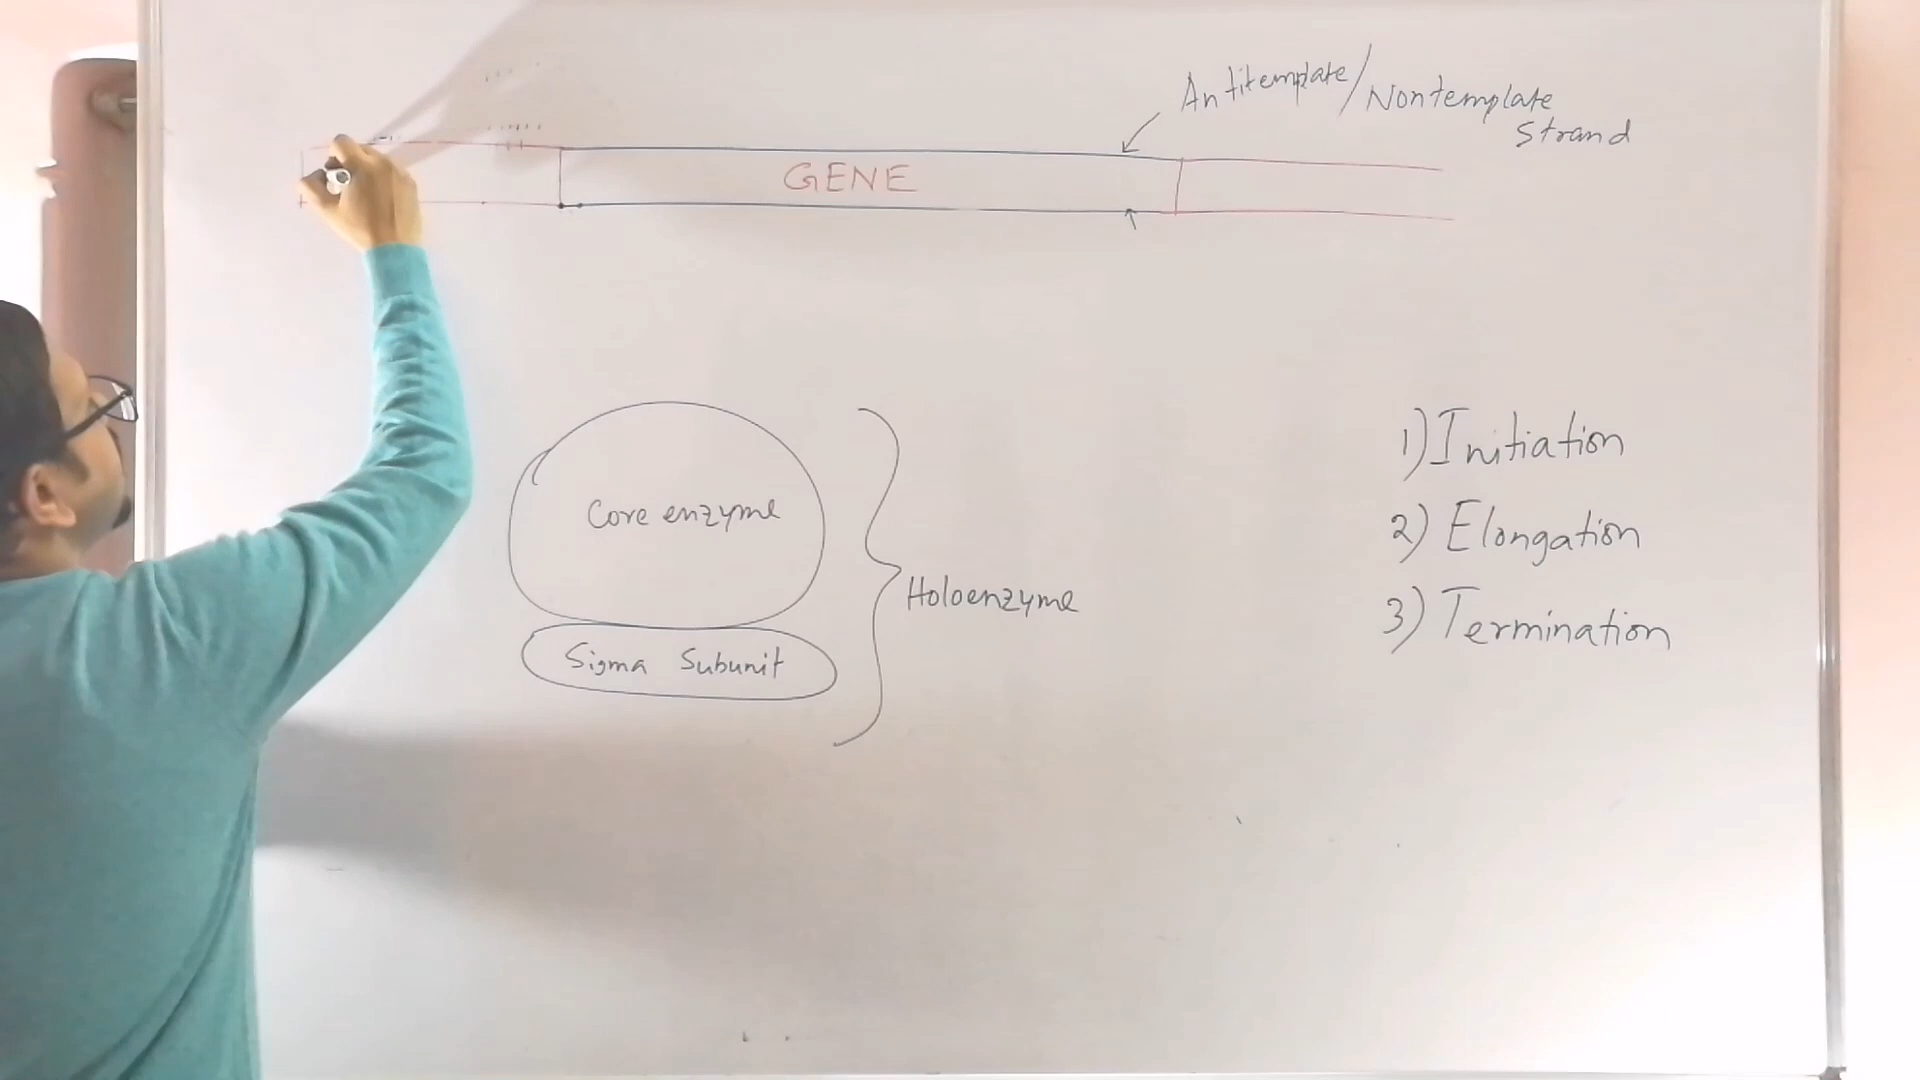 Antitemplate/Nontemplate
Strand
GENE
Core enzyme
Sigma Subunit
Holoenzyme
1) Initiation
2) Elongation
3) Termination